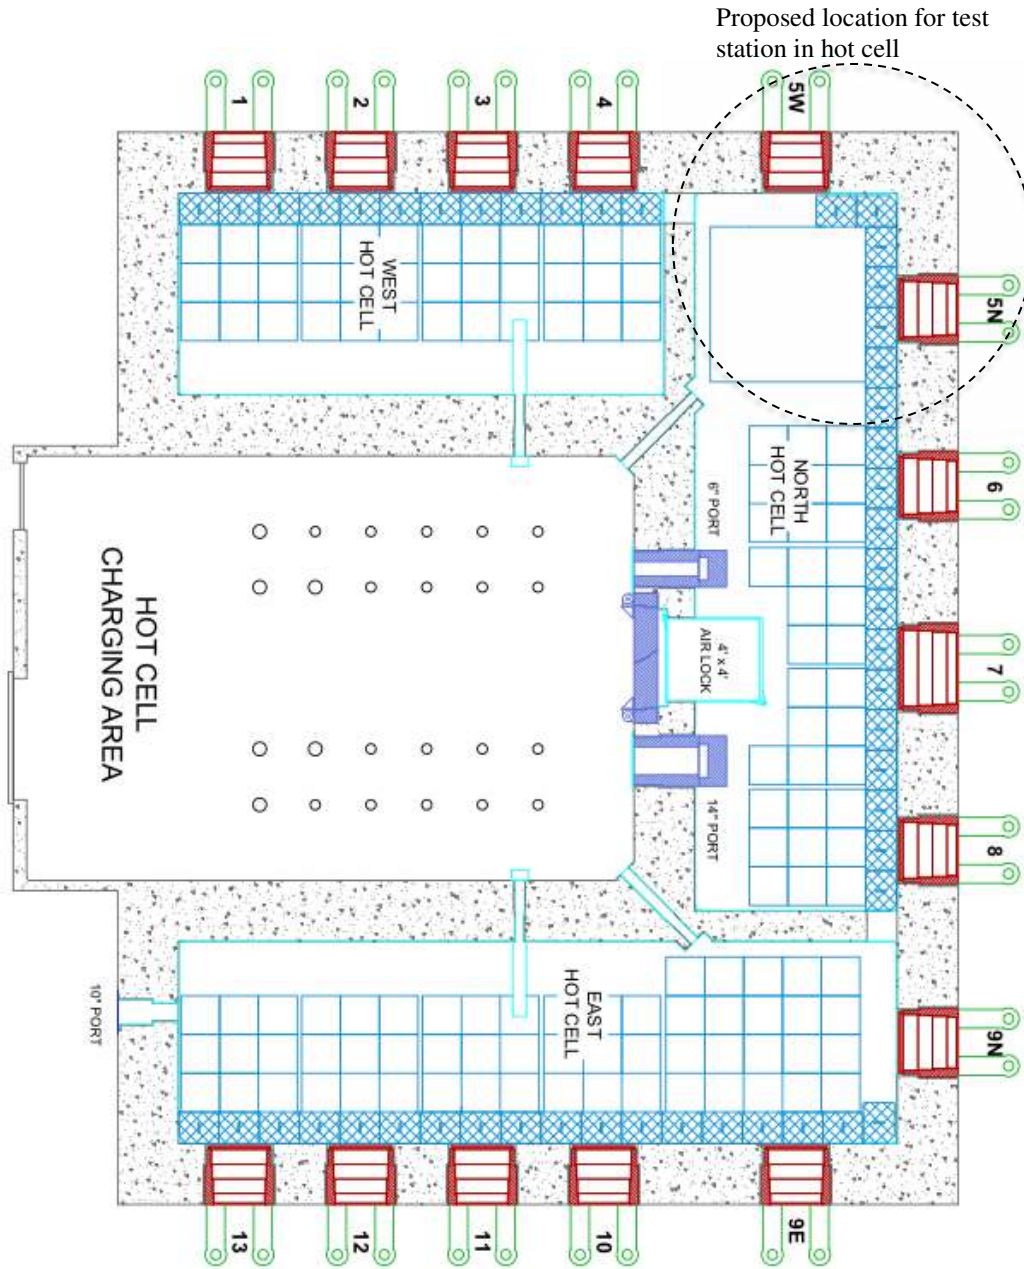 Proposed location for test
station in hot cell
1
2
3
4
5W
5N
6
7
8
9N
9E
10
11
12
13
WEST
HOT CELL
NORTH
HOT CELL
6" PORT
4' x 4'
AIR LOCK
14" PORT
HOT CELL
CHARGING AREA
EAST
HOT CELL
10" PORT